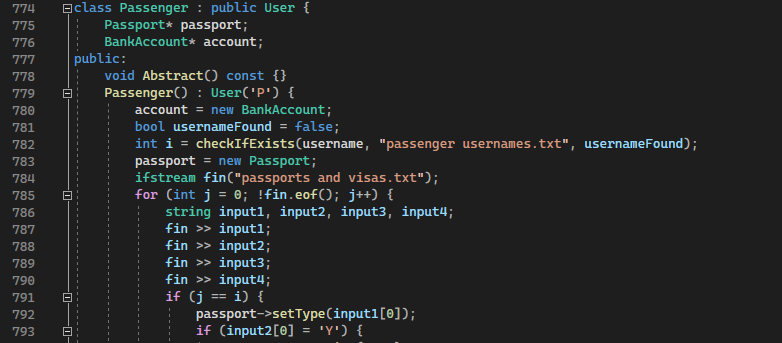 774 class Passenger : public User {
775 Passport* passport;
776 BankAccount* account;
777 public:
778 void Abstract() const {}
779 Passenger() : User('P') {
780 account = new BankAccount;
781 bool usernameFound = false;
782 int i = checkIfExists(username, "passenger usernames.txt", usernameFound);
783 passport = new Passport;
784 ifstream fin("passports and visas.txt");
785 for (int j = 0; !fin.eof(); j++) {
786 string input1, input2, input3, input4;
787 fin >> input1;
788 fin >> input2;
789 fin >> input3;
790 fin >> input4;
791 if (j == i) {
792 passport->setType(input1[0]);
793 if (input2[0] = 'Y') {